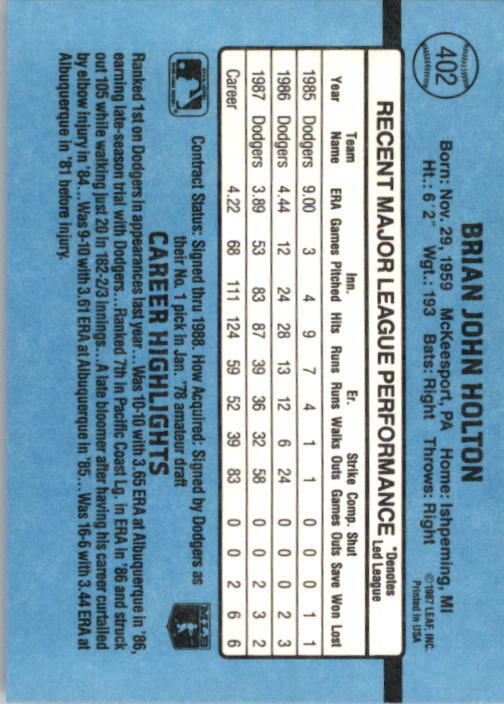 402
BRIAN JOHN HOLTON
Born: Nov. 29, 1959 McKeesport, PA Home: Ishpeming, MI
Ht.: 6´2˝ Wgt.: 193 Bats: Right Throws: Right
©1987 LEAF, INC.
Printed in USA
RECENT MAJOR LEAGUE PERFORMANCE *Denotes Led League
Team Inn. Er. Strike Comp. Shut
Year Name ERA Games Pitched Hits Runs Runs Walks Outs Games Outs Save Won Lost
1985 Dodgers 9.00 3 4 9 7 4 1 1 0 0 0 1 1
1986 Dodgers 4.44 12 24 28 13 12 6 24 0 0 0 2 3
1987 Dodgers 3.89 53 83 87 39 36 32 58 0 0 2 3 2
Career 4.22 68 111 124 59 52 39 83 0 0 2 6 6
Contract Status: Signed thru 1988. How Acquired: Signed by Dodgers as
their No. 1 pick in Jan. '78 amateur draft
MLB
CAREER HIGHLIGHTS
Ranked 1st on Dodgers in appearances last year...Was 10-10 with 3.65 ERA at Albuquerque in '86,
earning late-season trial with Dodgers...Ranked 7th in Pacific Coast Lg. in ERA in '86 and struck
out 105 while walking just 20 in 182-2/3 innings...A late bloomer after having his career curtailed
by elbow injury in '84...Was 9-10 with 3.61 ERA at Albuquerque in '85...Was 16-6 with 3.44 ERA at
Albuquerque in '81 before injury.